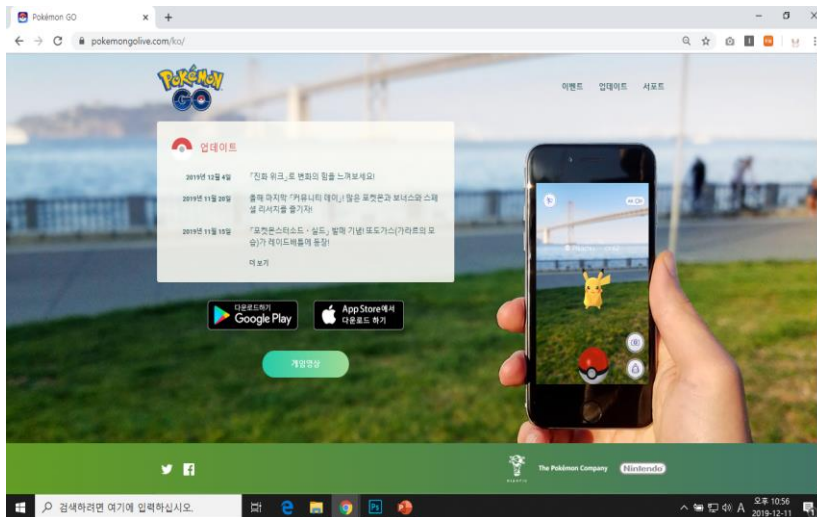 Pokémon GO
pokemongolive.com/ko/
POKÉMON
GO
이벤트 업데이트 서포트
업데이트
2019년 12월 4일 「진화 위크」로 변화의 힘을 느껴보세요!
2019년 11월 20일 올해 마지막 「커뮤니티 데이」! 많은 포켓몬과 보너스와 스페
셜 리서치를 즐기자!
2019년 11월 15일 「포켓몬스터소드・실드」 발매 기념! 또도가스(가라르의 모
습)가 레이드배틀에 등장!
더 보기
다운로드하기
Google Play
App Store에서
다운로드 하기
게임영상
NIANTIC
The Pokémon Company
Nintendo
검색하려면 여기에 입력하십시오.
Ps
A
오후 10:56
2019-12-11